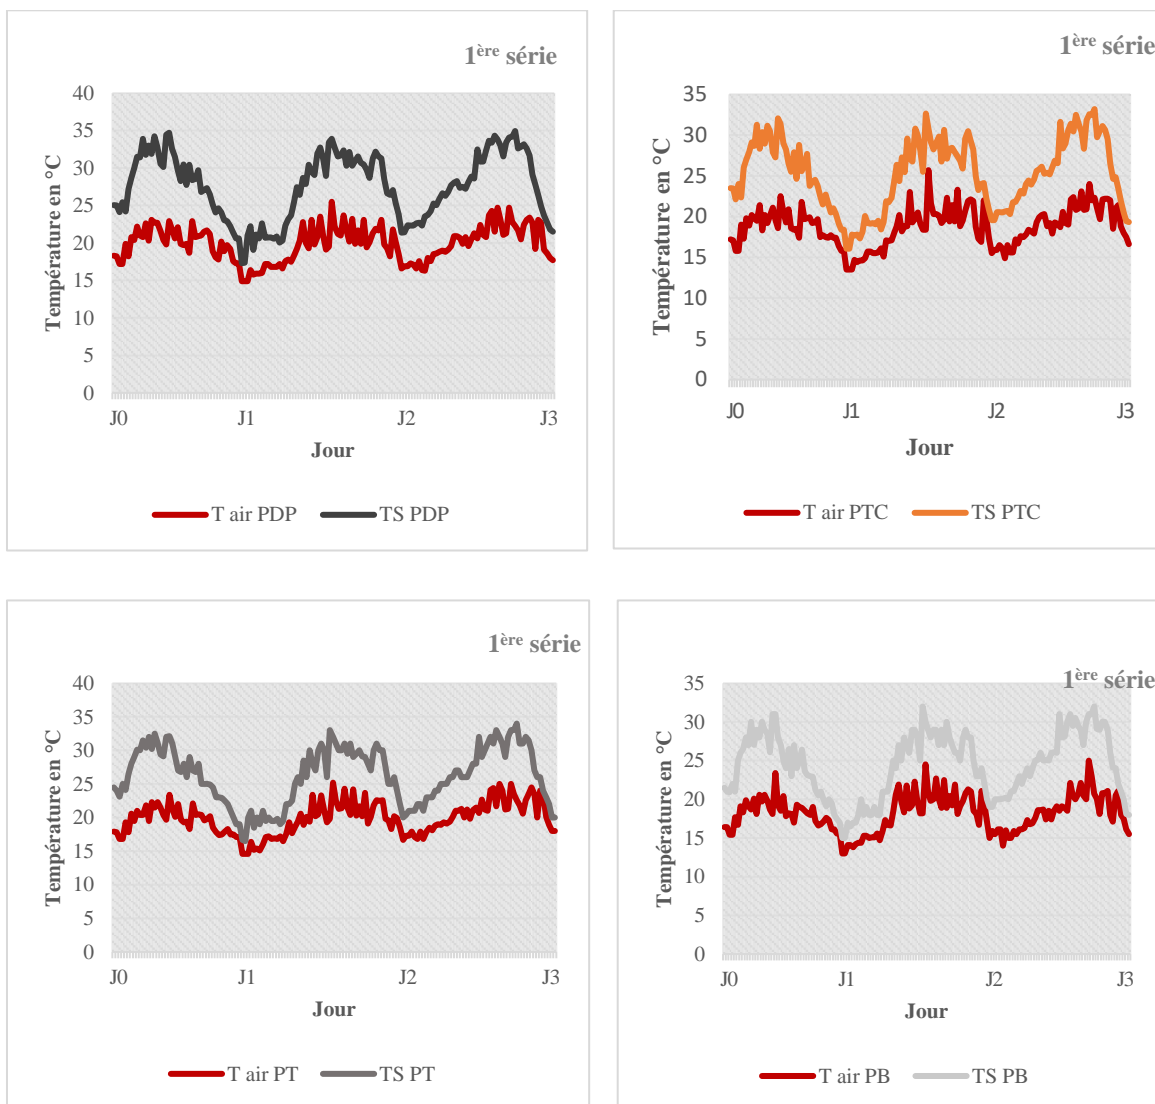 1ère série
Température en °C
40
35
30
25
20
15
10
5
0
J0 J1 J2 J3
Jour
T air PDP TS PDP
1ère série
Température en °C
35
30
25
20
15
10
5
0
J0 J1 J2 J3
Jour
T air PTC TS PTC
1ère série
Température en °C
40
35
30
25
20
15
10
5
0
J0 J1 J2 J3
Jour
T air PT TS PT
1ère série
Température en °C
35
30
25
20
15
10
5
0
J0 J1 J2 J3
Jour
T air PB TS PB